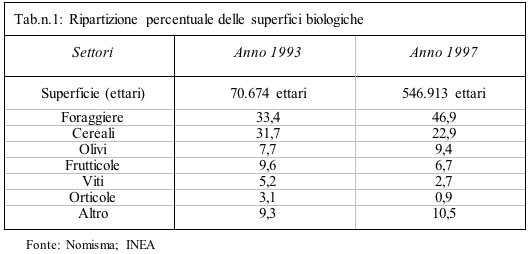 Tab.n.1: Ripartizione percentuale delle superfici biologiche
Settori Anno 1993 Anno 1997
Superficie (ettari) 70.674 ettari 546.913 ettari
Foraggiere 33,4 46,9
Cereali 31,7 22,9
Olivi 7,7 9,4
Frutticole 9,6 6,7
Viti 5,2 2,7
Orticole 3,1 0,9
Altro 9,3 10,5
Fonte: Nomisma; INEA